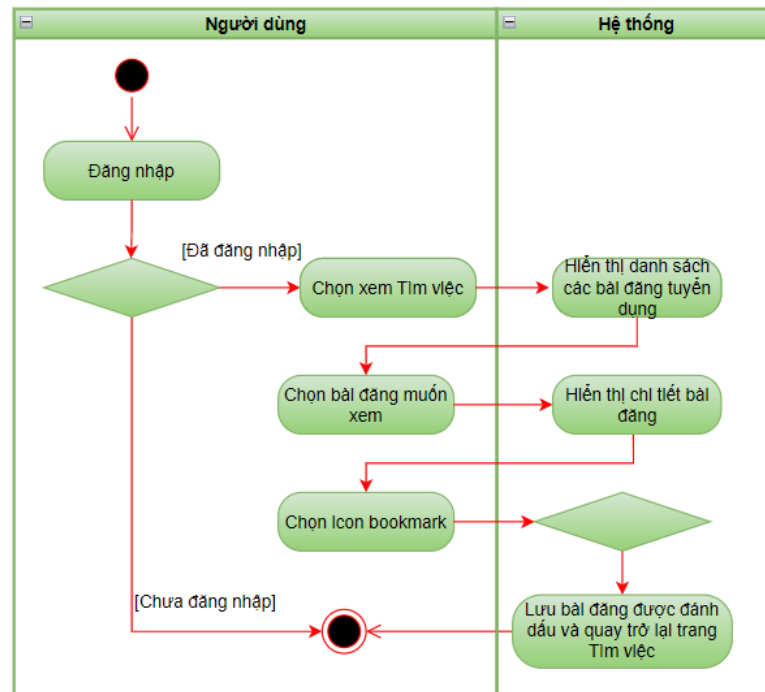 Người dùng
Hệ thống
Đăng nhập
[Đã đăng nhập]
Chọn xem Tìm việc
Hiển thị danh sách
các bài đăng tuyển
dụng
Chọn bài đăng muốn
xem
Hiển thị chi tiết bài
đăng
Chọn Icon bookmark
[Chưa đăng nhập]
Lưu bài đăng được đánh
dấu và quay trở lại trang
Tìm việc